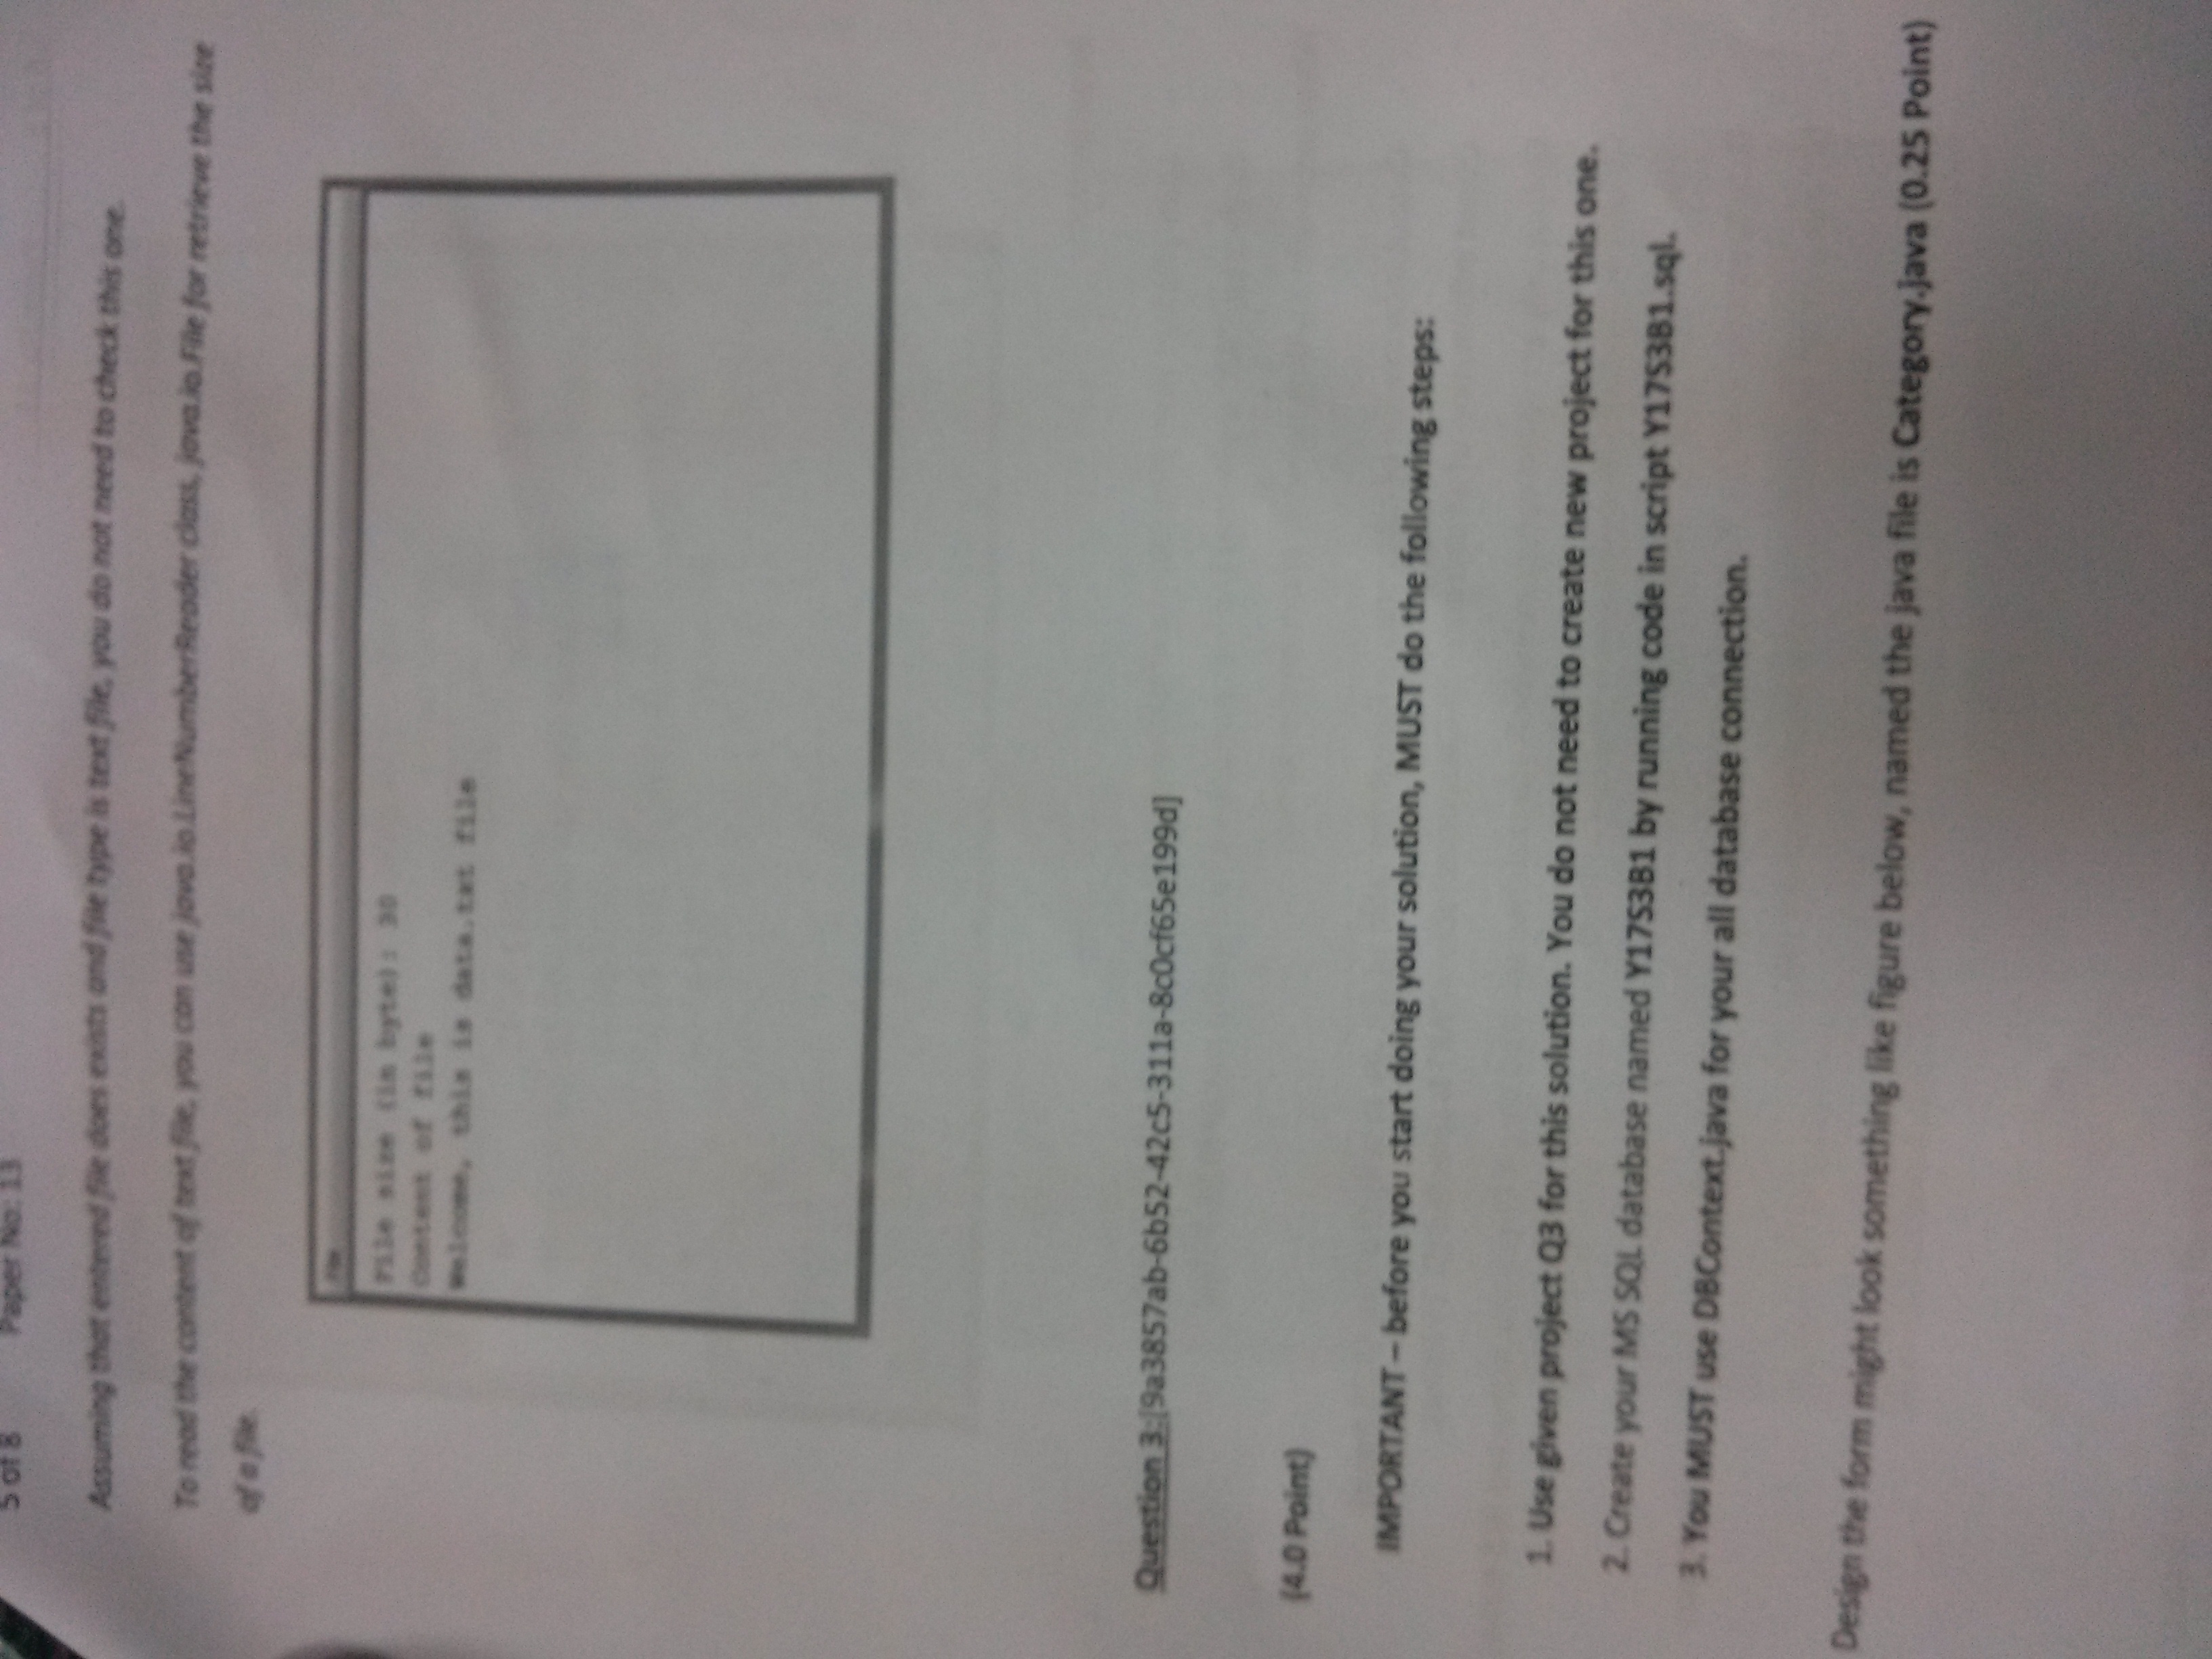 5 of 8 Paper No: 13
Assuming that entered file does exists and file type is text file, you do not need to check this one.
To read the content of text file, you can use java.io.LineNumberReader class, java.io.File for retrieve the size
of a file.
File size (in byte): 30
Content of file
Welcome, this is data.txt file
Question 3:[9a3857ab-6b52-42c5-311a-8c0cf65e199d]
(4.0 Point)
IMPORTANT – before you start doing your solution, MUST do the following steps:
1. Use given project Q3 for this solution. You do not need to create new project for this one.
2. Create your MS SQL database named Y17S3B1 by running code in script Y17S3B1.sql.
3. You MUST use DBContext.java for your all database connection.
Design the form might look something like figure below, named the java file is Category.java (0.25 Point)